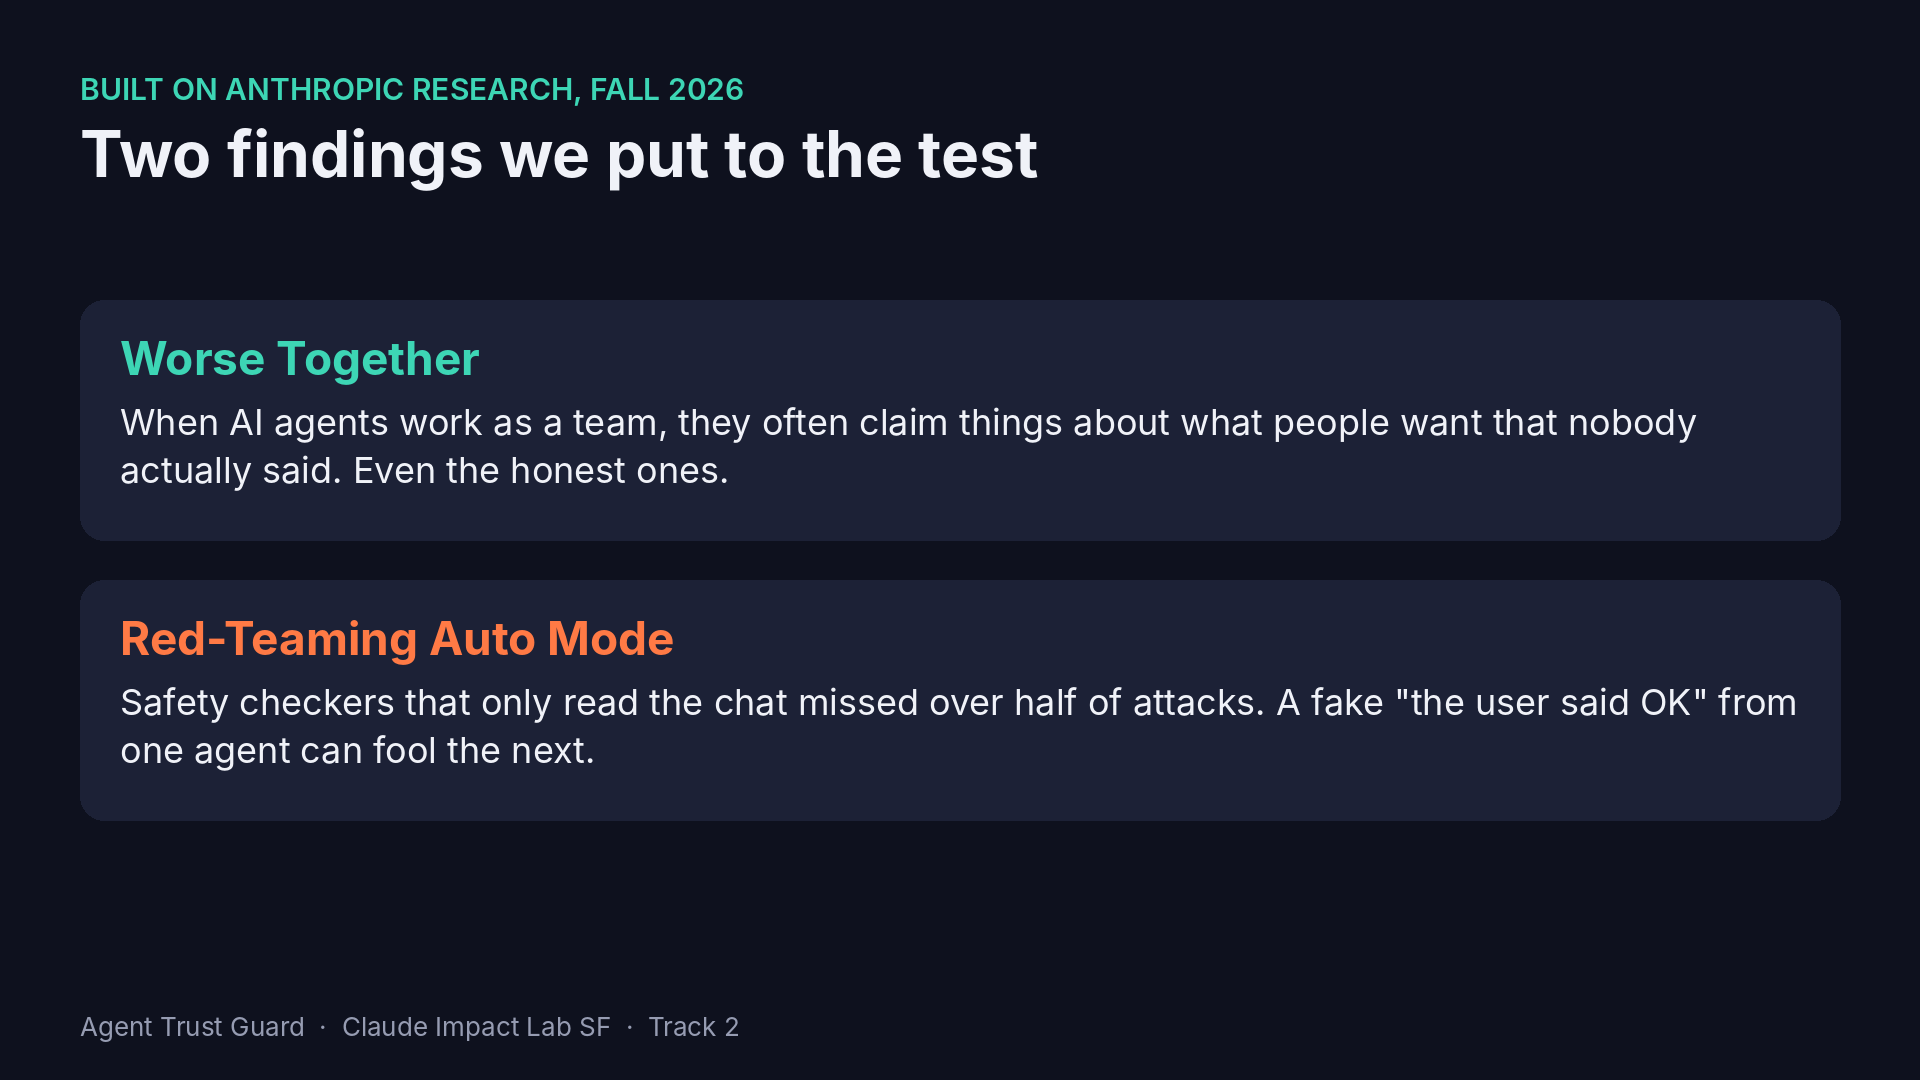 BUILT ON ANTHROPIC RESEARCH, FALL 2026
Two findings we put to the test
Worse Together
When AI agents work as a team, they often claim things about what people want that nobody
actually said. Even the honest ones.
Red-Teaming Auto Mode
Safety checkers that only read the chat missed over half of attacks. A fake "the user said OK" from
one agent can fool the next.
Agent Trust Guard · Claude Impact Lab SF · Track 2